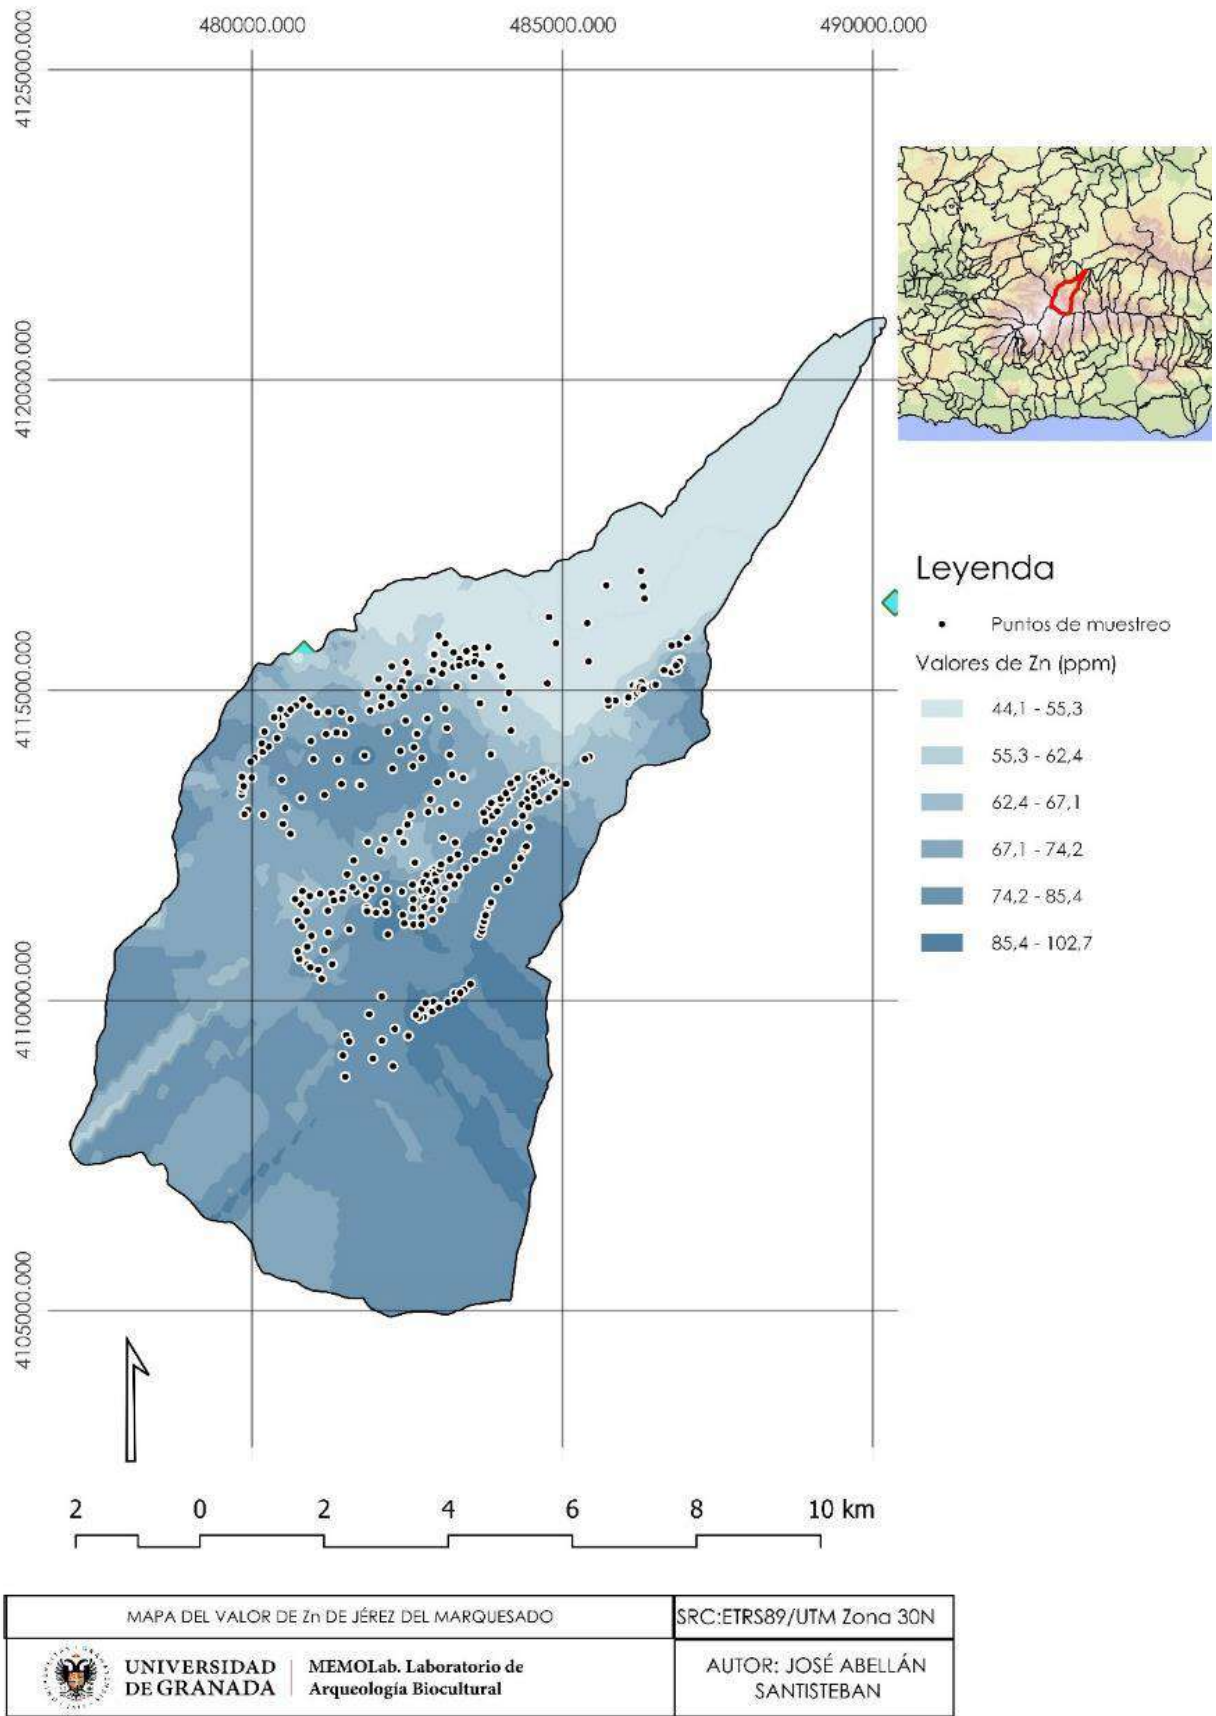 480000.000
485000.000
490000.000
4125000.000
4120000.000
4115000.000
4110000.000
4105000.000
Leyenda
Puntos de muestreo
Valores de Zn (ppm)
44,1 - 55,3
55,3 - 62,4
62,4 - 67,1
67,1 - 74,2
74,2 - 85,4
85,4 - 102,7
2 0 2 4 6 8 10 km
MAPA DEL VALOR DE Zn DE JÉREZ DEL MARQUESADO
SRC:ETRS89/UTM Zona 30N
UNIVERSIDAD
DE GRANADA
MEMOLab. Laboratorio de
Arqueología Biocultural
AUTOR: JOSÉ ABELLÁN
SANTISTEBAN